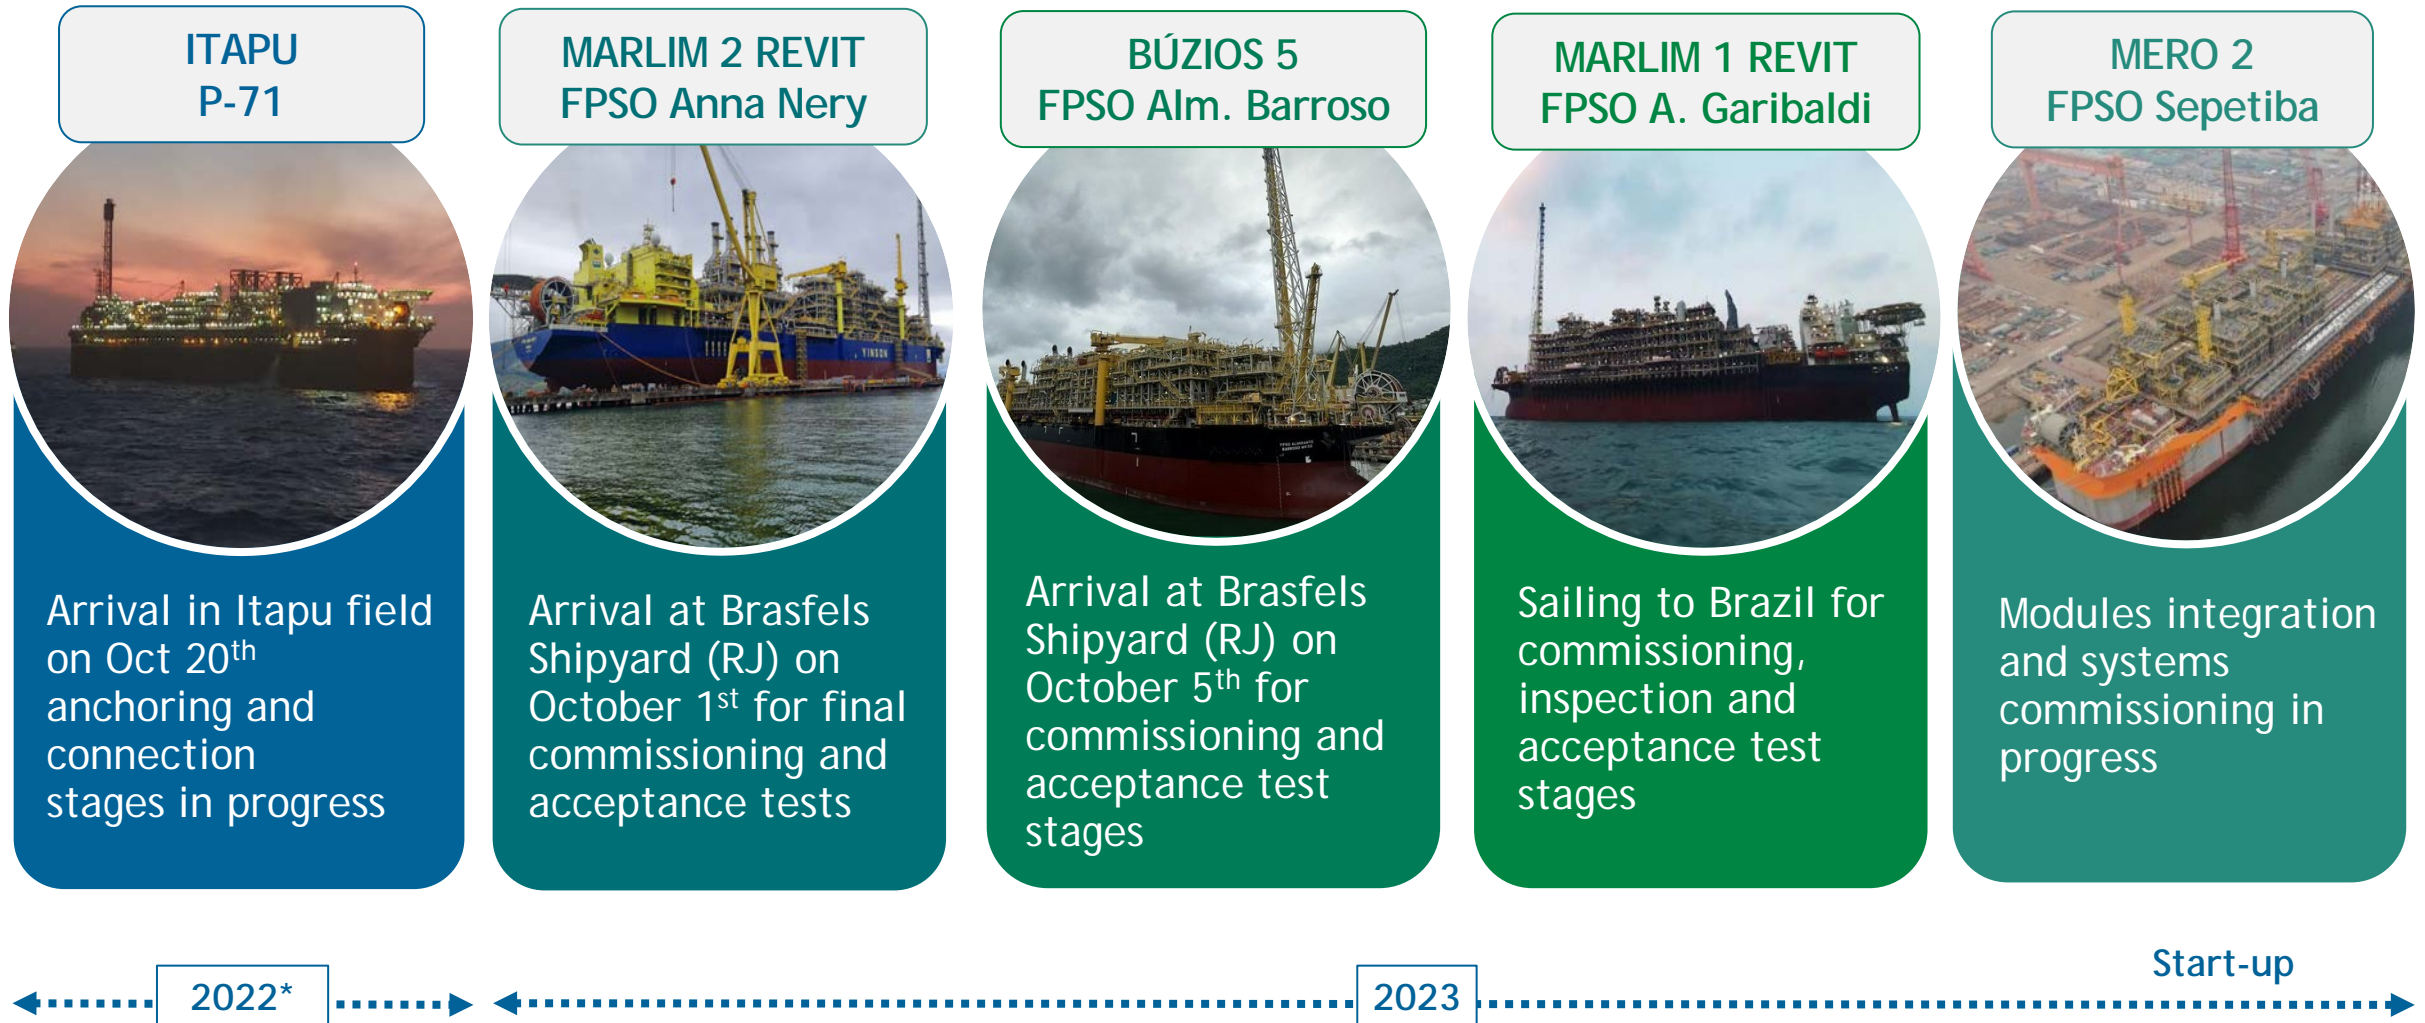 ITAPU
P-71
MARLIM 2 REVIT
FPSO Anna Nery
BÚZIOS 5
FPSO Alm. Barroso
MARLIM 1 REVIT
FPSO A. Garibaldi
MERO 2
FPSO Sepetiba
YINSON
Arrival in Itapu field
on Oct 20th
anchoring and
connection
stages in progress
Arrival at Brasfels
Shipyard (RJ) on
October 1st for final
commissioning and
acceptance tests
Arrival at Brasfels
Shipyard (RJ) on
October 5th for
commissioning and
acceptance test
stages
Sailing to Brazil for
commissioning,
inspection and
acceptance test
stages
Modules integration
and systems
commissioning in
progress
Start-up
2022*
2023